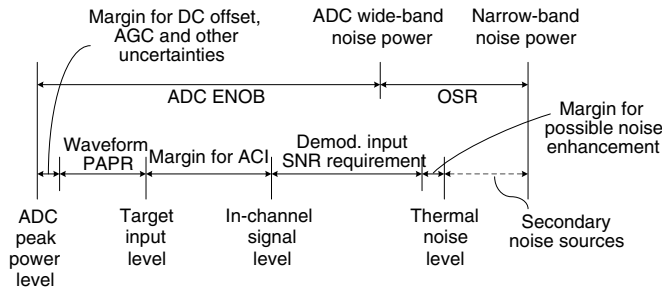 Margin for DC offset,
AGC and other
uncertainties
ADC wide-band
noise power
Narrow-band
noise power
ADC ENOB
OSR
Margin for
possible noise
enhancement
Waveform
PAPR
Margin for ACI
Demod. input
SNR requirement
ADC
peak
power
level
Target
input
level
In-channel
signal
level
Thermal
noise
level
Secondary
noise sources